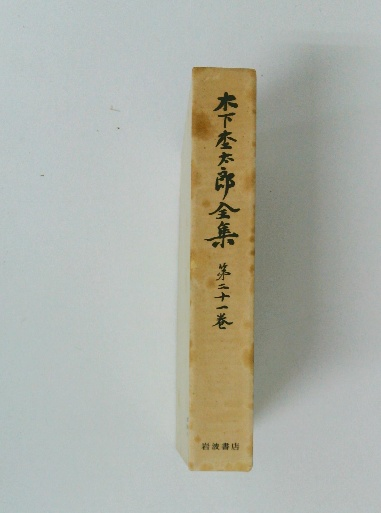 木下杢太郎全集
第二十一巻
岩波書店